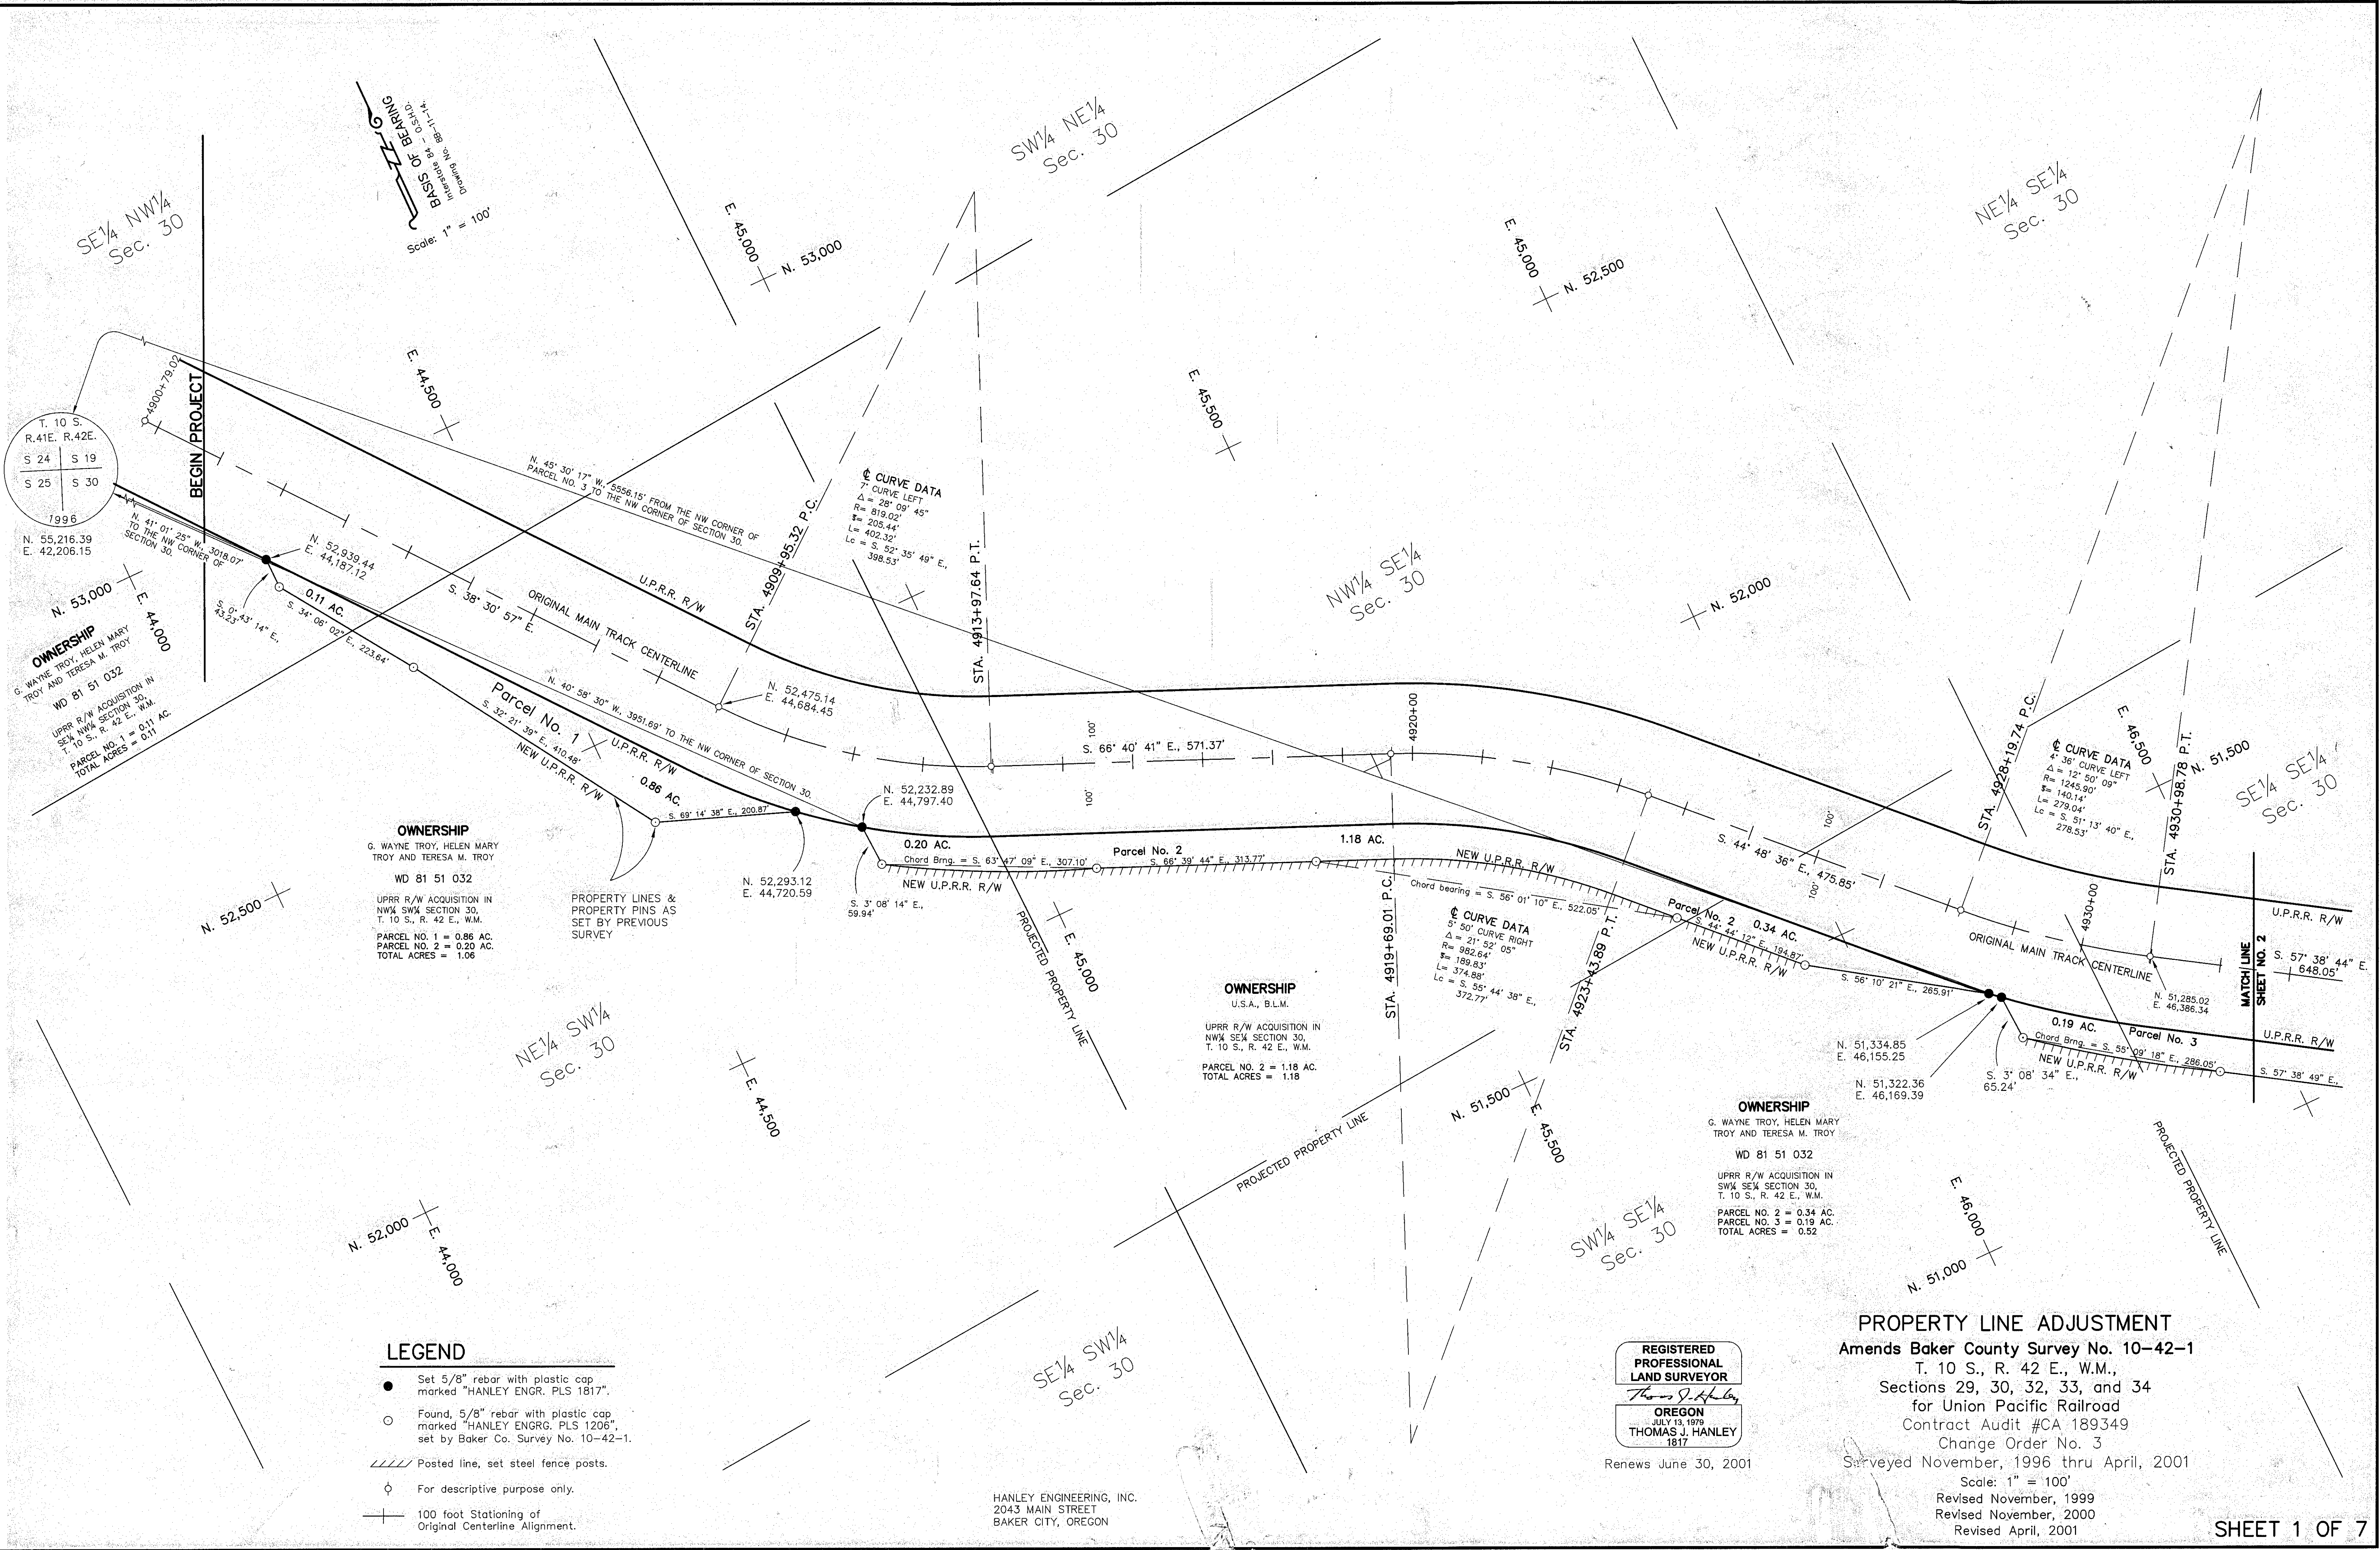 BASIS OF BEARING
Interstate 84 - O.S.H.D.
Drawing No. 8B-11-14.
Scale: 1" = 100'
SE¼ NW¼
Sec. 30
SW¼ NE¼
Sec. 30
NE¼ SE¼
Sec. 30
E. 45,000
N. 53,000
E. 45,000
N. 52,500
E. 44,500
E. 45,500
4900+79.02
BEGIN PROJECT
T. 10 S.
R.41E. R.42E.
S 24 S 19
S 25 S 30
1996
N. 55,216.39
E. 42,206.15
N. 41° 01' 25" W., 3018.07'
TO THE NW CORNER OF
SECTION 30.
N. 52,939.44
E. 44,187.12
N. 53,000
E. 44,000
S. 0° 43' 14" E.,
43.23'
0.11 AC.
S. 34° 06' 02" E., 223.64'
OWNERSHIP
G. WAYNE TROY, HELEN MARY
TROY AND TERESA M. TROY
WD 81 51 032
UPRR R/W ACQUISITION IN
SE¼ NW¼ SECTION 30,
T. 10 S., R. 42 E., W.M.
PARCEL NO. 1 = 0.11 AC.
TOTAL ACRES = 0.11
N. 45° 30' 17" W., 5556.15' FROM THE NW CORNER OF
PARCEL NO. 3 TO THE NW CORNER OF SECTION 30.
S. 38° 30' 57" E.
ORIGINAL MAIN TRACK CENTERLINE
U.P.R.R. R/W
STA. 4909+95.32 P.C.
℄ CURVE DATA
7° CURVE LEFT
Δ = 28° 09' 45"
R= 819.02'
T= 205.44'
L= 402.32'
Lc = S. 52° 35' 49" E.,
398.53'
STA. 4913+97.64 P.T.
NW¼ SE¼
Sec. 30
N. 52,000
N. 52,475.14
E. 44,684.45
Parcel No. 1
S. 32° 21' 39" E., 410.48'
NEW U.P.R.R. R/W
N. 40° 58' 30" W., 3951.69' TO THE NW CORNER OF SECTION 30.
U.P.R.R. R/W
0.86 AC.
S. 69° 14' 38" E., 200.87'
N. 52,232.89
E. 44,797.40
100'
100'
S. 66° 40' 41" E., 571.37'
4920+00
0.20 AC.
Parcel No. 2
1.18 AC.
Chord Brng. = S. 63° 47' 09" E., 307.10'
S. 66° 39' 44" E., 313.77'
NEW U.P.R.R. R/W
NEW U.P.R.R. R/W
Chord bearing = S. 56° 01' 10" E., 522.05'
N. 52,293.12
E. 44,720.59
S. 3° 08' 14" E.,
59.94'
OWNERSHIP
G. WAYNE TROY, HELEN MARY
TROY AND TERESA M. TROY
WD 81 51 032
UPRR R/W ACQUISITION IN
NW¼ SW¼ SECTION 30,
T. 10 S., R. 42 E., W.M.
PARCEL NO. 1 = 0.86 AC.
PARCEL NO. 2 = 0.20 AC.
TOTAL ACRES = 1.06
PROPERTY LINES &
PROPERTY PINS AS
SET BY PREVIOUS
SURVEY
N. 52,500
PROJECTED PROPERTY LINE
E. 45,000
OWNERSHIP
U.S.A., B.L.M.
UPRR R/W ACQUISITION IN
NW¼ SE¼ SECTION 30,
T. 10 S., R. 42 E., W.M.
PARCEL NO. 2 = 1.18 AC.
TOTAL ACRES = 1.18
STA. 4919+69.01 P.C.
℄ CURVE DATA
5° 50' CURVE RIGHT
Δ = 21° 52' 05"
R= 982.64'
T= 189.83'
L= 374.88'
Lc = S. 55° 44' 38" E.,
372.77'
STA. 4923+43.89 P.T.
Parcel No. 2
0.34 AC.
S. 44° 44' 12" E., 194.87'
NEW U.P.R.R. R/W
S. 56° 10' 21" E., 265.91'
S. 44° 48' 36" E., 475.85'
100'
100'
STA. 4928+19.74 P.C.
℄ CURVE DATA
4° 36' CURVE LEFT
Δ = 12° 50' 09"
R= 1245.90'
T= 140.14'
L= 279.04'
Lc = S. 51° 13' 40" E.,
278.53'
E. 46,500
N. 51,500
STA. 4930+98.78 P.T.
SE¼ SE¼
Sec. 30
4930+00
ORIGINAL MAIN TRACK CENTERLINE
U.P.R.R. R/W
MATCH LINE
SHEET NO. 2
S. 57° 38' 44" E.
648.05'
N. 51,285.02
E. 46,386.34
0.19 AC.
Parcel No. 3
U.P.R.R. R/W
Chord Brng. = S. 55° 09' 18" E., 286.05'
NEW U.P.R.R. R/W
S. 57° 38' 49" E.,
N. 51,334.85
E. 46,155.25
N. 51,322.36
E. 46,169.39
S. 3° 08' 34" E.,
65.24'
NE¼ SW¼
Sec. 30
E. 44,500
N. 51,500
E. 45,500
PROJECTED PROPERTY LINE
OWNERSHIP
G. WAYNE TROY, HELEN MARY
TROY AND TERESA M. TROY
WD 81 51 032
UPRR R/W ACQUISITION IN
SW¼ SE¼ SECTION 30,
T. 10 S., R. 42 E., W.M.
PARCEL NO. 2 = 0.34 AC.
PARCEL NO. 3 = 0.19 AC.
TOTAL ACRES = 0.52
PROJECTED PROPERTY LINE
N. 52,000
E. 44,000
SW¼ SE¼
Sec. 30
E. 46,000
N. 51,000
SE¼ SW¼
Sec. 30
LEGEND
Set 5/8" rebar with plastic cap
marked "HANLEY ENGR. PLS 1817".
Found, 5/8" rebar with plastic cap
marked "HANLEY ENGRG. PLS 1206",
set by Baker Co. Survey No. 10-42-1.
Posted line, set steel fence posts.
For descriptive purpose only.
100 foot Stationing of
Original Centerline Alignment.
HANLEY ENGINEERING, INC.
2043 MAIN STREET
BAKER CITY, OREGON
REGISTERED
PROFESSIONAL
LAND SURVEYOR
Thomas J. Hanley
OREGON
JULY 13, 1979
THOMAS J. HANLEY
1817
Renews June 30, 2001
PROPERTY LINE ADJUSTMENT
Amends Baker County Survey No. 10-42-1
T. 10 S., R. 42 E., W.M.,
Sections 29, 30, 32, 33, and 34
for Union Pacific Railroad
Contract Audit #CA 189349
Change Order No. 3
Surveyed November, 1996 thru April, 2001
Scale: 1" = 100'
Revised November, 1999
Revised November, 2000
Revised April, 2001
SHEET 1 OF 7